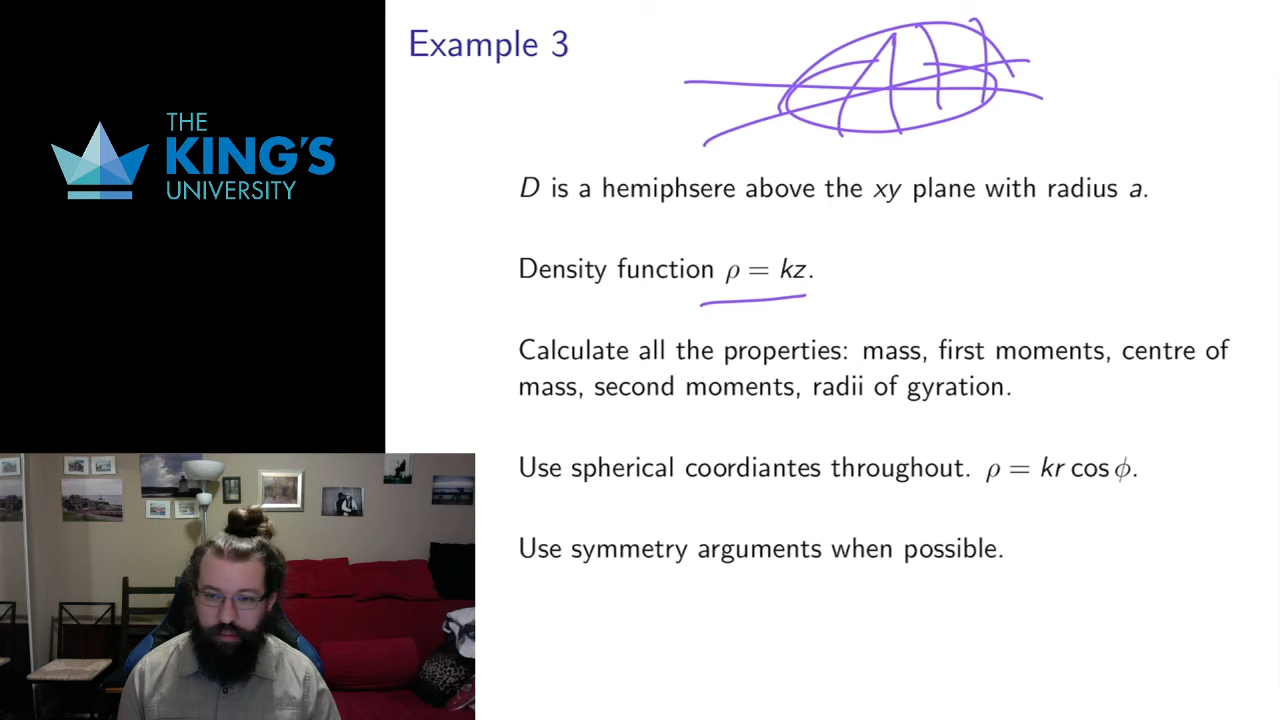 THE
KING'S
UNIVERSITY
Example 3
D is a hemiphsere above the xy plane with radius a.
Density function ρ = kz.
Calculate all the properties: mass, first moments, centre of
mass, second moments, radii of gyration.
Use spherical coordiantes throughout. ρ = kr cos ϕ.
Use symmetry arguments when possible.